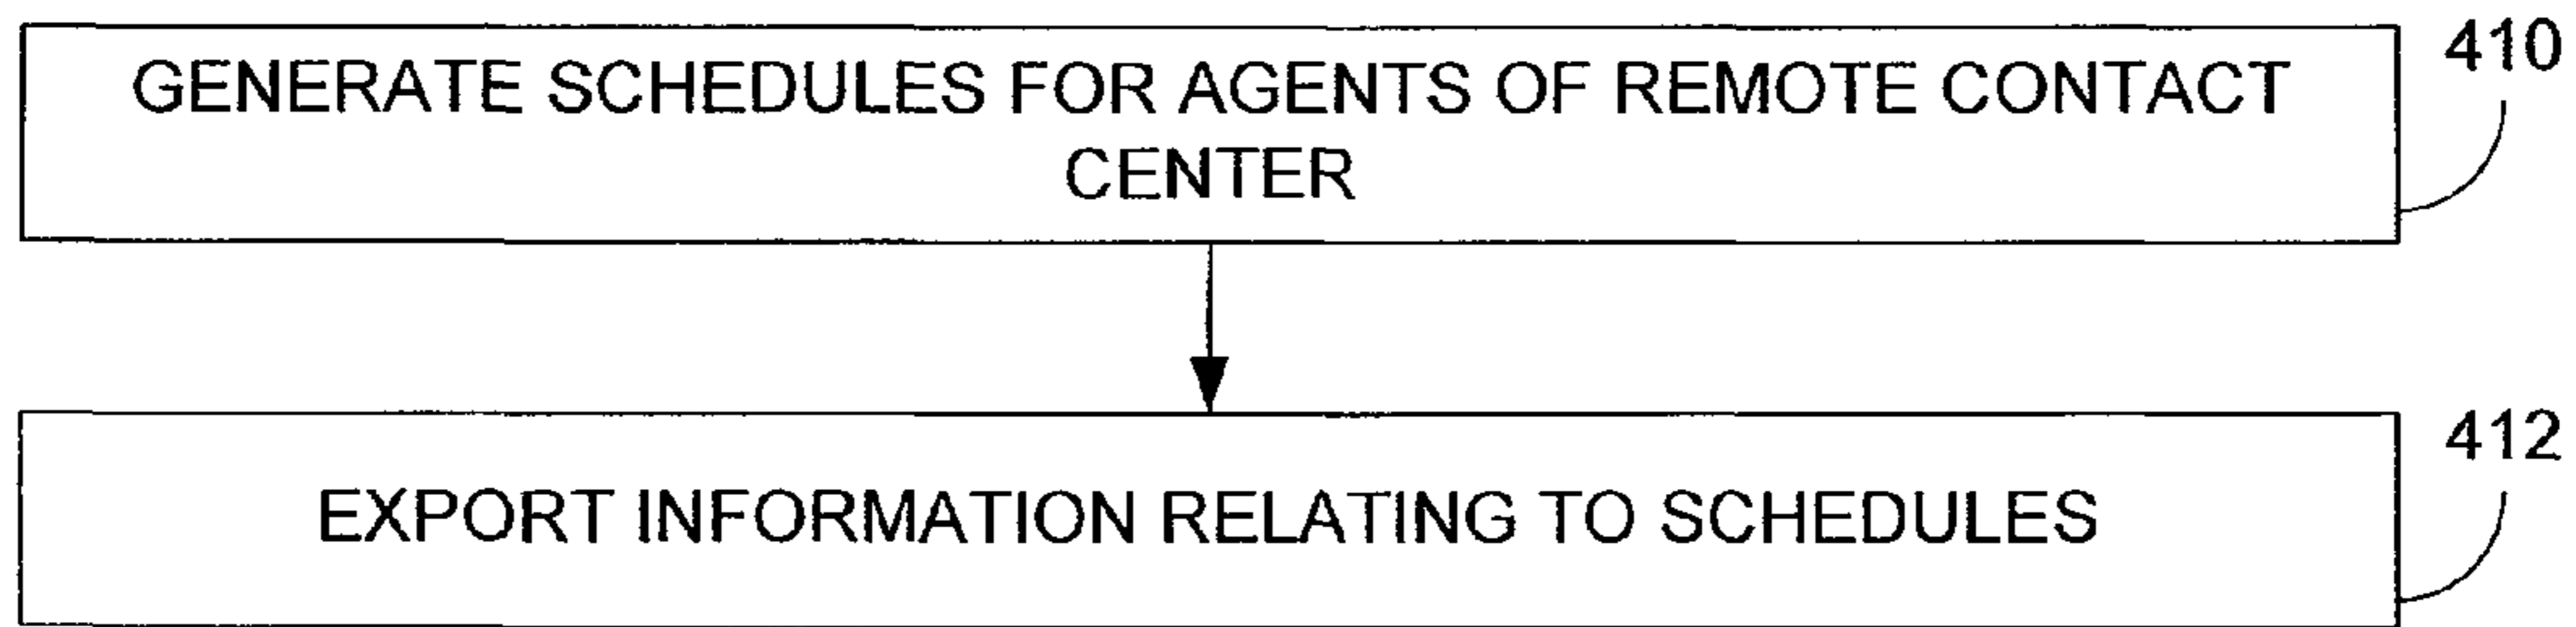 GENERATE SCHEDULES FOR AGENTS OF REMOTE CONTACT
CENTER
410
EXPORT INFORMATION RELATING TO SCHEDULES
412